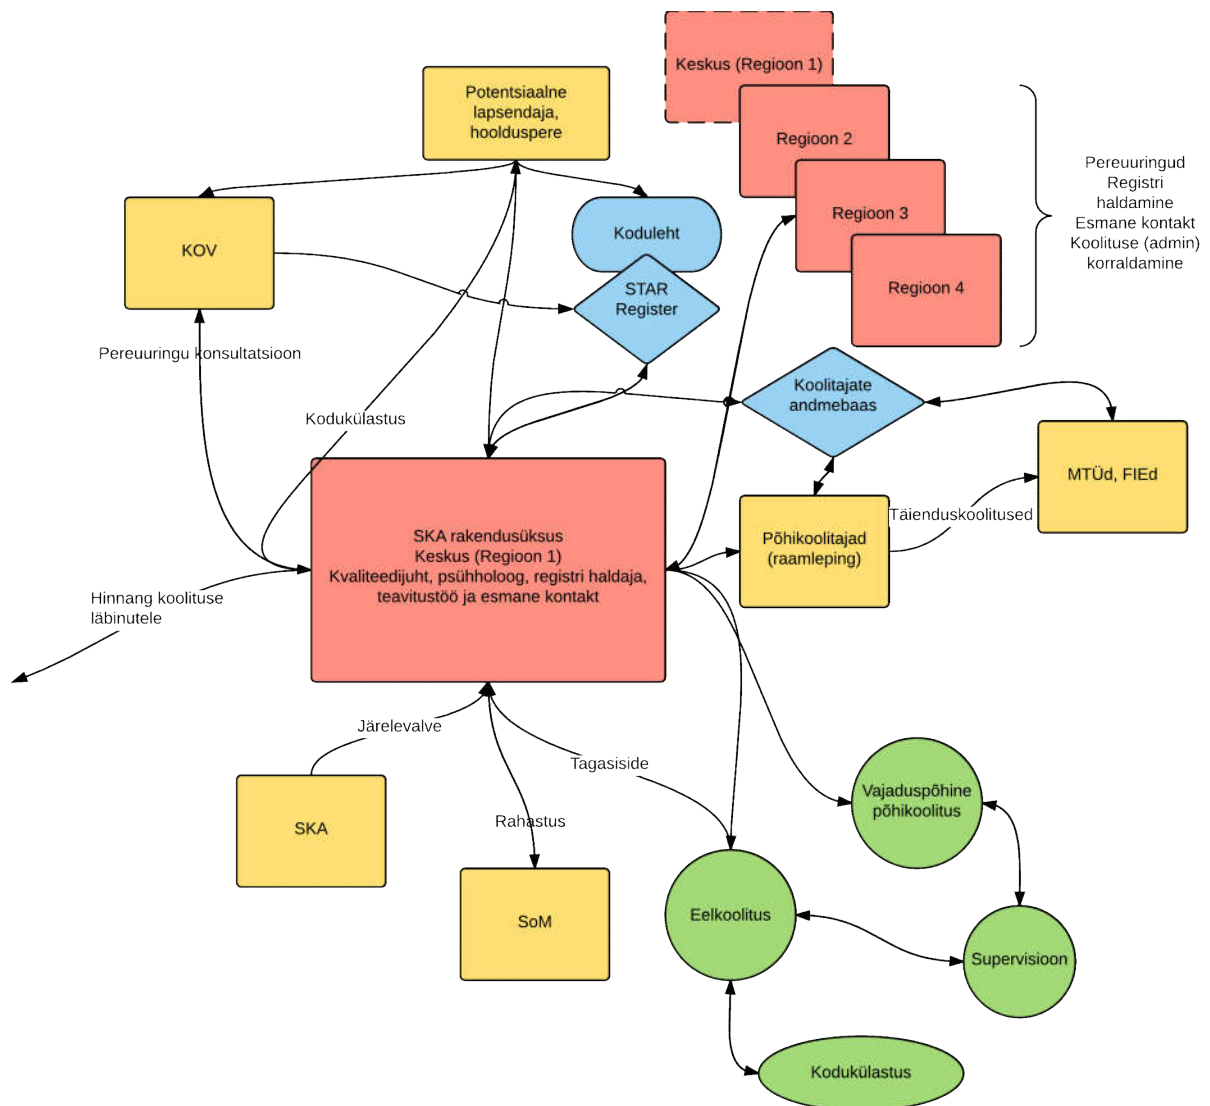 Keskus (Regioon 1)
Potentsiaalne
lapsendaja,
hoolduspere
Regioon 2
Pereuuringud
Registri
haldamine
Esmane kontakt
Koolituse (admin)
korraldamine
Regioon 3
KOV
Koduleht
STAR
Register
Regioon 4
Pereuuringu konsultatsioon
Koolitajate
andmebaas
Kodukülastus
MTÜd, FIEd
Täienduskoolitused
SKA rakendusüksus
Keskus (Regioon 1)
Kvaliteedijuht, psühholoog, registri haldaja,
teavitustöö ja esmane kontakt
Põhikoolitajad
(raamleping)
Hinnang koolituse
läbinutele
Järelevalve
Tagasiside
Vajaduspõhine
põhikoolitus
SKA
Rahastus
SoM
Eelkoolitus
Supervisioon
Kodukülastus